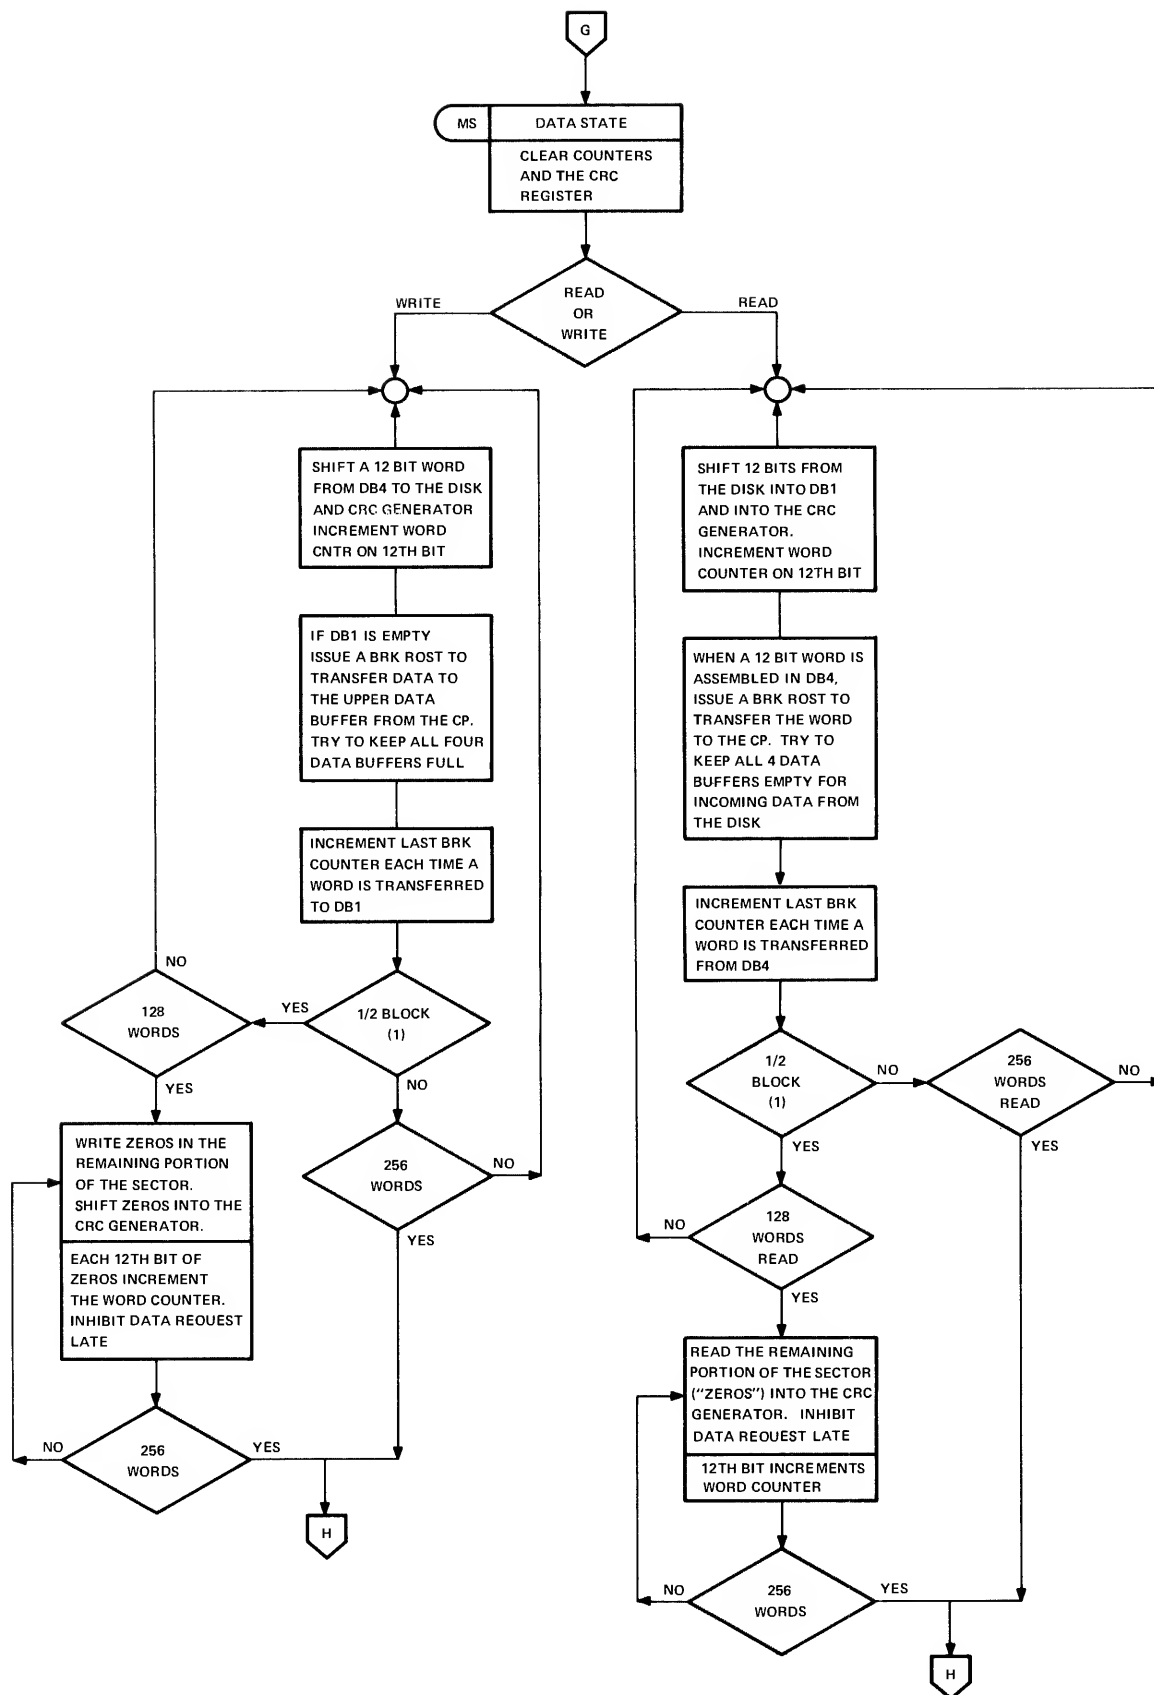 G
MS
DATA STATE
CLEAR COUNTERS
AND THE CRC
REGISTER
READ
OR
WRITE
WRITE
READ
SHIFT A 12 BIT WORD
FROM DB4 TO THE DISK
AND CRC GENERATOR
INCREMENT WORD
CNTR ON 12TH BIT
IF DB1 IS EMPTY
ISSUE A BRK ROST TO
TRANSFER DATA TO
THE UPPER DATA
BUFFER FROM THE CP.
TRY TO KEEP ALL FOUR
DATA BUFFERS FULL
INCREMENT LAST BRK
COUNTER EACH TIME A
WORD IS TRANSFERRED
TO DB1
1/2 BLOCK
(1)
YES
NO
128
WORDS
NO
YES
WRITE ZEROS IN THE
REMAINING PORTION
OF THE SECTOR.
SHIFT ZEROS INTO THE
CRC GENERATOR.
EACH 12TH BIT OF
ZEROS INCREMENT
THE WORD COUNTER.
INHIBIT DATA REQUEST
LATE
256
WORDS
NO
YES
256
WORDS
NO
YES
H
SHIFT 12 BITS FROM
THE DISK INTO DB1
AND INTO THE CRC
GENERATOR.
INCREMENT WORD
COUNTER ON 12TH BIT
WHEN A 12 BIT WORD IS
ASSEMBLED IN DB4,
ISSUE A BRK ROST TO
TRANSFER THE WORD
TO THE CP. TRY TO
KEEP ALL 4 DATA
BUFFERS EMPTY FOR
INCOMING DATA FROM
THE DISK
INCREMENT LAST BRK
COUNTER EACH TIME A
WORD IS TRANSFERRED
FROM DB4
1/2
BLOCK
(1)
NO
YES
256
WORDS
READ
NO
YES
128
WORDS
READ
NO
YES
READ THE REMAINING
PORTION OF THE SECTOR
("ZEROS") INTO THE CRC
GENERATOR. INHIBIT
DATA REQUEST LATE
12TH BIT INCREMENTS
WORD COUNTER
256
WORDS
NO
YES
H